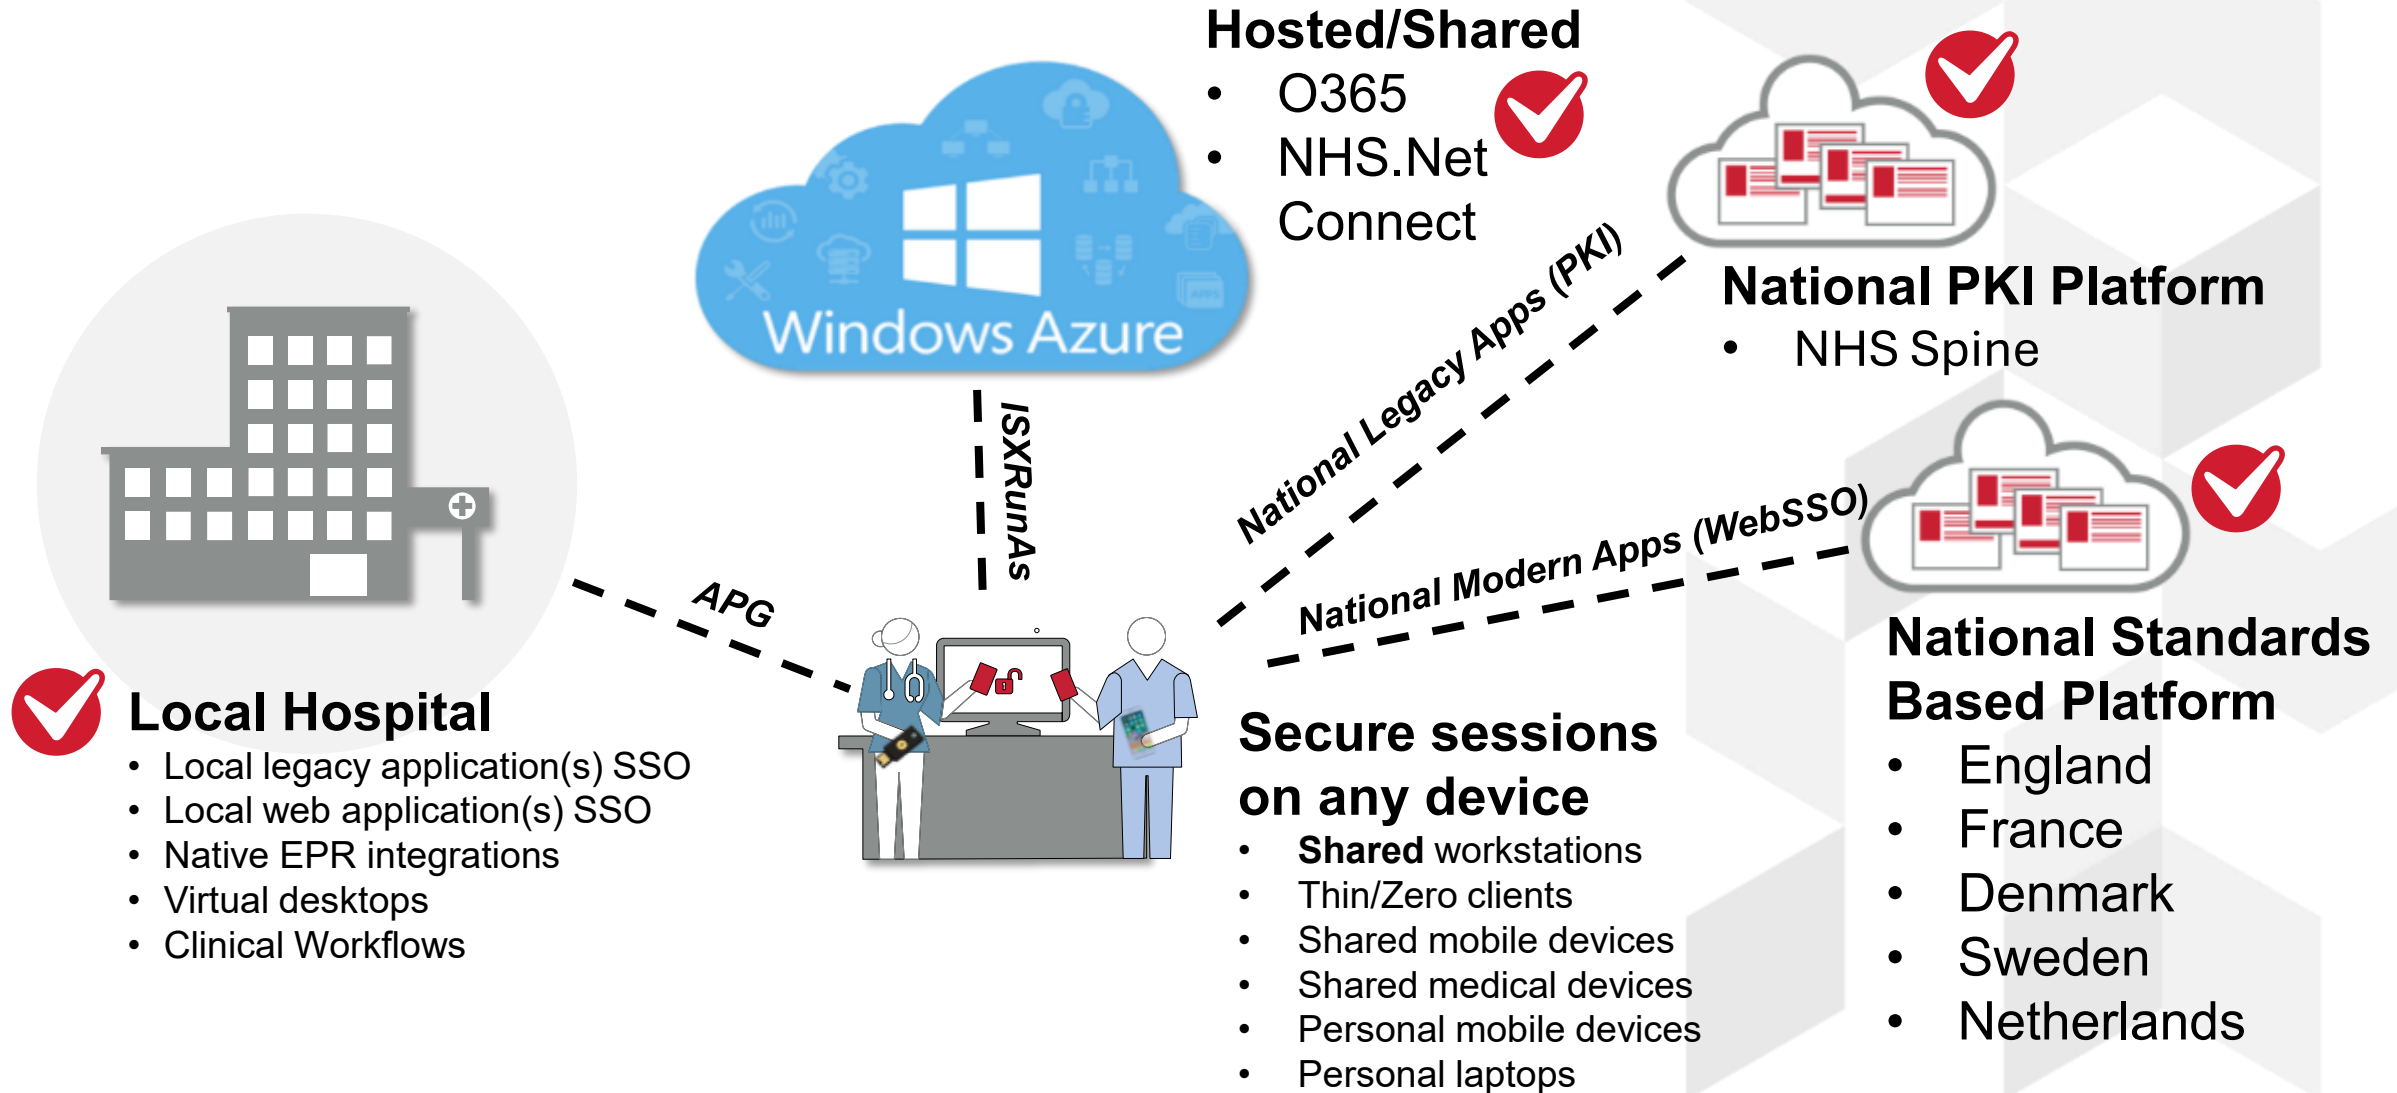 Hosted/Shared
• O365
• NHS.Net
Connect
Windows Azure
APPS
National PKI Platform
• NHS Spine
ISXRunAs
National Legacy Apps (PKI)
National Modern Apps (WebSSO)
APG
Local Hospital
• Local legacy application(s) SSO
• Local web application(s) SSO
• Native EPR integrations
• Virtual desktops
• Clinical Workflows
Secure sessions
on any device
• Shared workstations
• Thin/Zero clients
• Shared mobile devices
• Shared medical devices
• Personal mobile devices
• Personal laptops
National Standards
Based Platform
• England
• France
• Denmark
• Sweden
• Netherlands